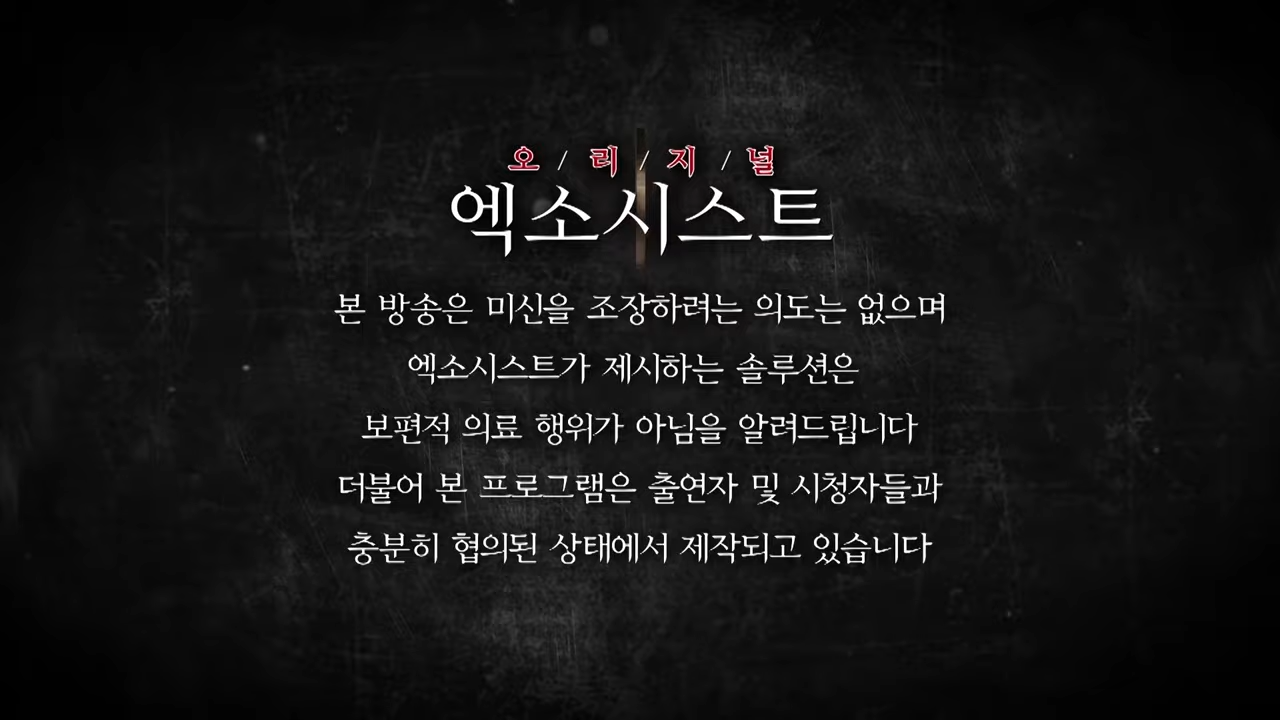 오/리/지/널
엑소시스트
본 방송은 미신을 조장하려는 의도는 없으며
엑소시스트가 제시하는 솔루션은
보편적 의료 행위가 아님을 알려드립니다
더불어 본 프로그램은 출연자 및 시청자들과
충분히 협의된 상태에서 제작되고 있습니다